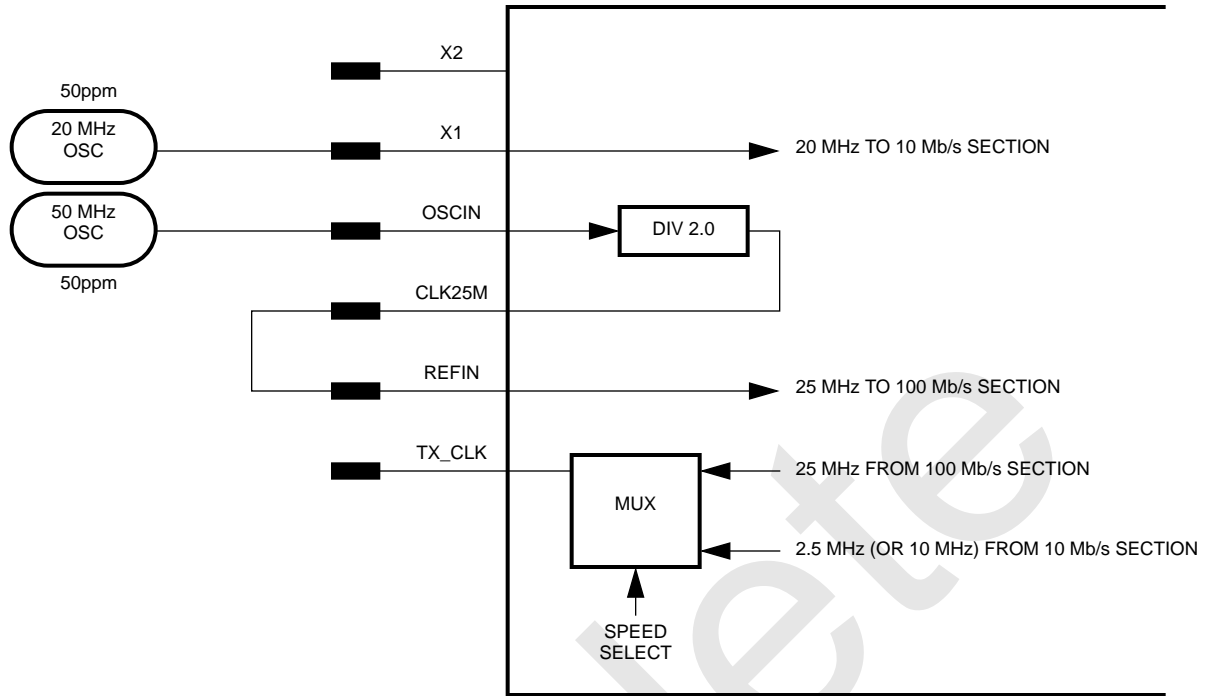 X2
50ppm
20 MHz
OSC
X1
20 MHz TO 10 Mb/s SECTION
50 MHz
OSC
OSCIN
DIV 2.0
50ppm
CLK25M
REFIN
25 MHz TO 100 Mb/s SECTION
TX_CLK
25 MHz FROM 100 Mb/s SECTION
MUX
2.5 MHz (OR 10 MHz) FROM 10 Mb/s SECTION
SPEED
SELECT
lete